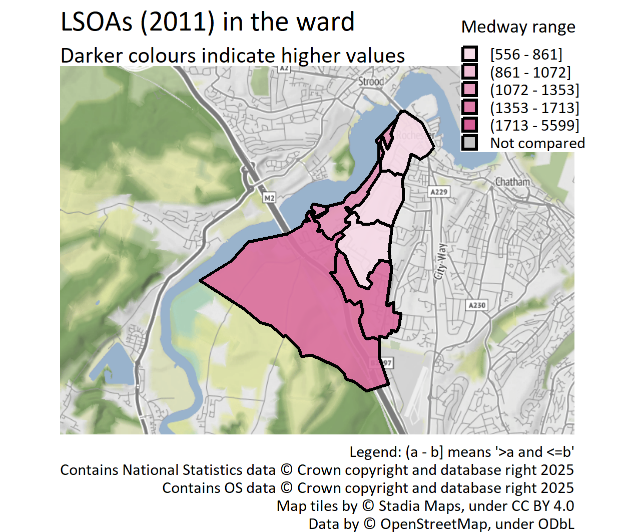 LSOAs (2011) in the ward
Darker colours indicate higher values
Medway range
[556 - 861]
(861 - 1072]
(1072 - 1353]
(1353 - 1713]
(1713 - 5599]
Not compared
A2
Strood
M2
A229
Chatham
City Way
A230
Legend: (a - b] means '>a and <=b'
Contains National Statistics data © Crown copyright and database right 2025
Contains OS data © Crown copyright and database right 2025
Map tiles by © Stadia Maps, under CC BY 4.0
Data by © OpenStreetMap, under ODbL